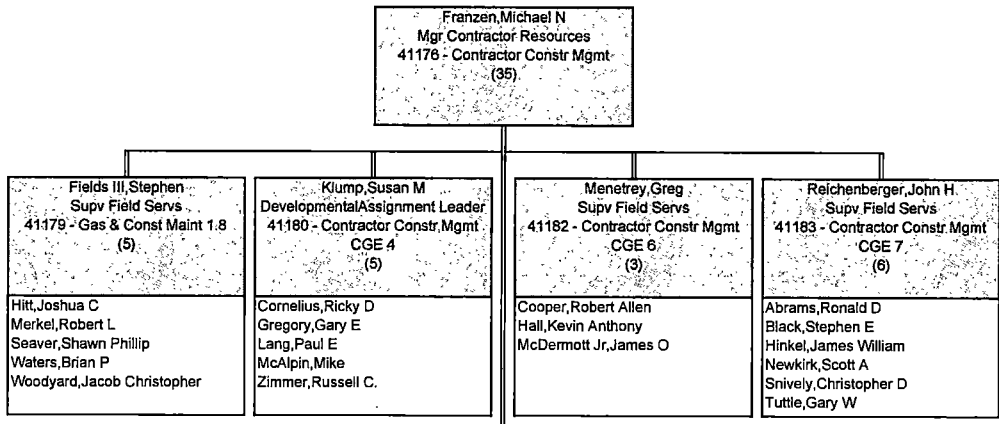 Franzen,Michael N
Mgr Contractor Resources
41176 - Contractor Constr Mgmt
(35)
Fields III,Stephen
Supv Field Servs
41179 - Gas & Const Maint 1.8
(5)
Hitt,Joshua C
Merkel,Robert L
Seaver,Shawn Phillip
Waters,Brian P
Woodyard,Jacob Christopher
Klump,Susan M
DevelopmentalAssignment Leader
41180 - Contractor Constr Mgmt
CGE 4
(5)
Cornelius,Ricky D
Gregory,Gary E
Lang,Paul E
McAlpin,Mike
Zimmer,Russell C.
Menetrey,Greg
Supv Field Servs
41182 - Contractor Constr Mgmt
CGE 6
(3)
Cooper,Robert Allen
Hall,Kevin Anthony
McDermott Jr,James O
Reichenberger,John H
Supv Field Servs
41183 - Contractor Constr Mgmt
CGE 7
(6)
Abrams,Ronald D
Black,Stephen E
Hinkel,James William
Newkirk,Scott A
Snively,Christopher D
Tuttle,Gary W